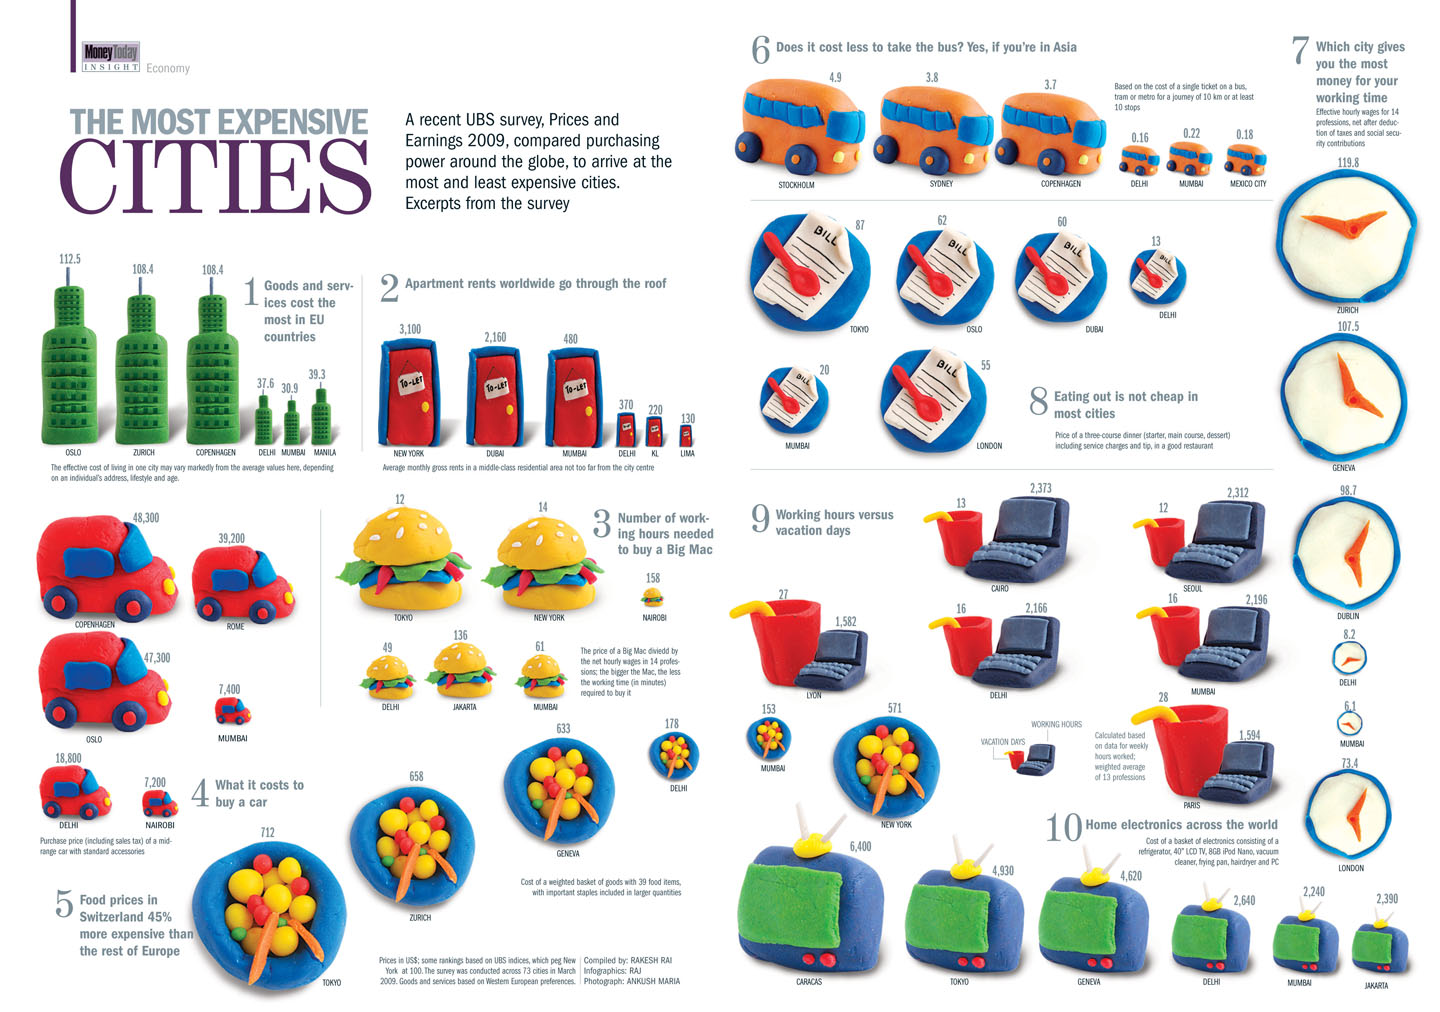 MoneyToday
INSIGHT
Economy
THE MOST EXPENSIVE
CITIES
A recent UBS survey, Prices and
Earnings 2009, compared purchasing
power around the globe, to arrive at the
most and least expensive cities.
Excerpts from the survey
1 Goods and serv-
ices cost the
most in EU
countries
112.5
108.4
108.4
37.6
30.9
39.3
OSLO
ZURICH
COPENHAGEN
DELHI
MUMBAI
MANILA
The effective cost of living in one city may vary markedly from the average values here, depending
on an individual's address, lifestyle and age.
2 Apartment rents worldwide go through the roof
3,100
2,160
480
370
220
130
TO-LET
TO-LET
TO-LET
NEW YORK
DUBAI
MUMBAI
DELHI
KL
LIMA
Average monthly gross rents in a middle-class residential area not too far from the city centre
3 Number of work-
ing hours needed
to buy a Big Mac
12
TOKYO
14
NEW YORK
158
NAIROBI
49
DELHI
136
JAKARTA
61
MUMBAI
The price of a Big Mac diviedd by
the net hourly wages in 14 profes-
sions; the bigger the Mac, the less
the working time (in minutes)
required to buy it
48,300
COPENHAGEN
39,200
ROME
47,300
OSLO
7,400
MUMBAI
18,800
DELHI
7,200
NAIROBI
4 What it costs to
buy a car
Purchase price (including sales tax) of a mid-
range car with standard accessories
5 Food prices in
Switzerland 45%
more expensive than
the rest of Europe
712
TOKYO
658
ZURICH
633
GENEVA
178
DELHI
153
MUMBAI
571
NEW YORK
Cost of a weighted basket of goods with 39 food items,
with important staples included in larger quantities
Prices in US$; some rankings based on UBS indices, which peg New
York at 100. The survey was conducted across 73 cities in March
2009. Goods and services based on Western European preferences.
Compiled by: RAKESH RAI
Infographics: RAJ
Photograph: ANKUSH MARIA
6 Does it cost less to take the bus? Yes, if you're in Asia
4.9
STOCKHOLM
3.8
SYDNEY
3.7
COPENHAGEN
Based on the cost of a single ticket on a bus,
tram or metro for a journey of 10 km or at least
10 stops
0.16
DELHI
0.22
MUMBAI
0.18
MEXICO CITY
7 Which city gives
you the most
money for your
working time
Effective hourly wages for 14
professions, net after deduc-
tion of taxes and social secu-
rity contributions
119.8
ZURICH
107.5
GENEVA
98.7
DUBLIN
8.2
DELHI
6.1
MUMBAI
73.4
LONDON
BILL
87
TOKYO
BILL
62
OSLO
BILL
60
DUBAI
BILL
13
DELHI
BILL
20
MUMBAI
BILL
55
LONDON
8 Eating out is not cheap in
most cities
Price of a three-course dinner (starter, main course, dessert)
including service charges and tip, in a good restaurant
9 Working hours versus
vacation days
13
2,373
CAIRO
12
2,312
SEOUL
27
1,582
LYON
16
2,166
DELHI
16
2,196
MUMBAI
28
1,594
PARIS
WORKING HOURS
VACATION DAYS
Calculated based
on data for weekly
hours worked;
weighted average
of 13 professions
10 Home electronics across the world
Cost of a basket of electronics consisting of a
refrigerator, 40" LCD TV, 8GB iPod Nano, vacuum
cleaner, frying pan, hairdryer and PC
6,400
CARACAS
4,930
TOKYO
4,620
GENEVA
2,640
DELHI
2,240
MUMBAI
2,390
JAKARTA